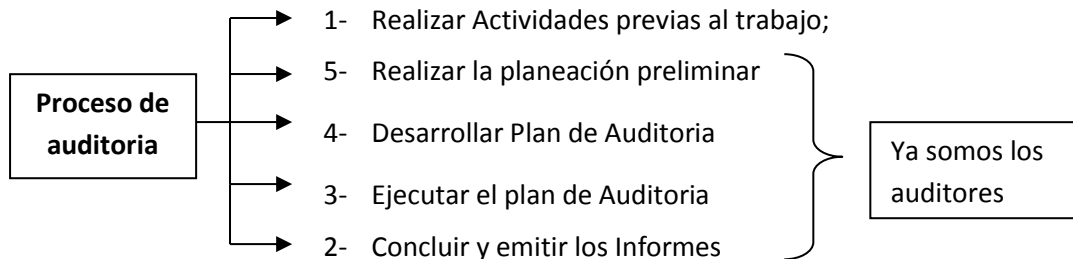 Proceso de
auditoria
1- Realizar Actividades previas al trabajo;
5- Realizar la planeación preliminar
4- Desarrollar Plan de Auditoria
3- Ejecutar el plan de Auditoria
2- Concluir y emitir los Informes
Ya somos los
auditores